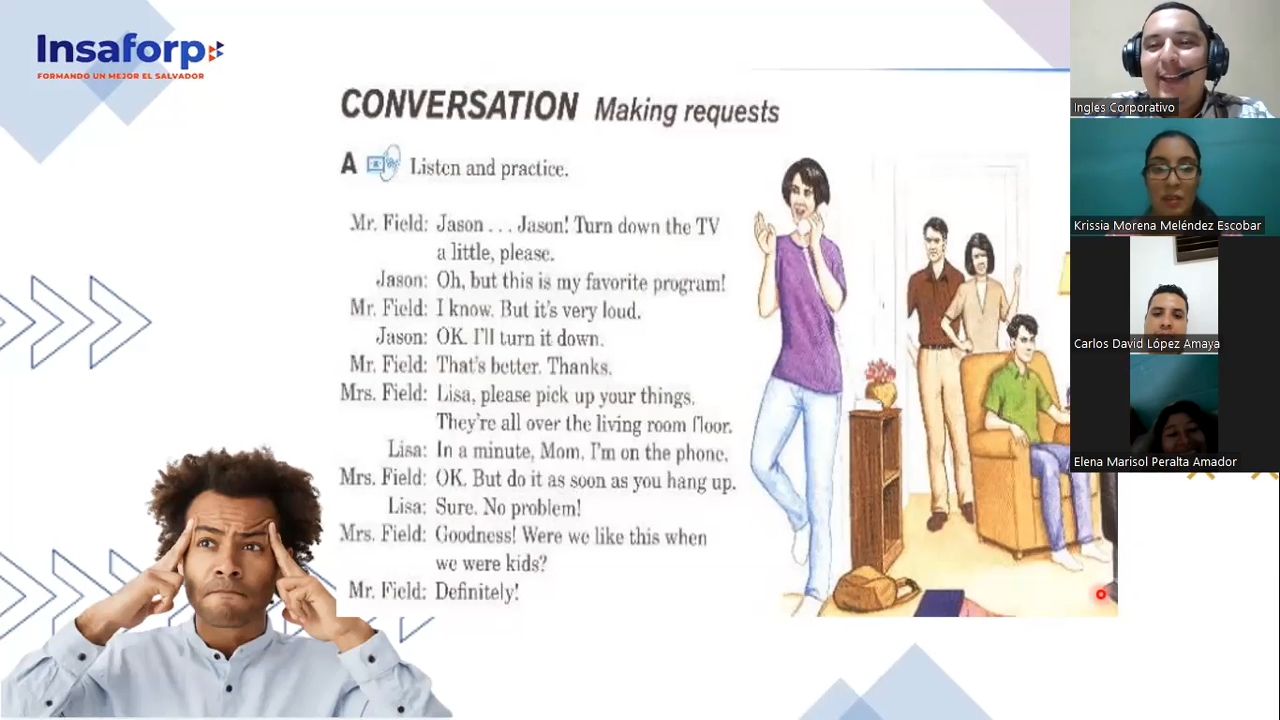 Insaforp
FORMANDO UN MEJOR EL SALVADOR
CONVERSATION Making requests
A Listen and practice.
Mr. Field: Jason . . . Jason! Turn down the TV
a little, please.
Jason: Oh, but this is my favorite program!
Mr. Field: I know. But it's very loud.
Jason: OK. I'll turn it down.
Mr. Field: That's better. Thanks.
Mrs. Field: Lisa, please pick up your things.
They're all over the living room floor.
Lisa: In a minute, Mom. I'm on the phone.
Mrs. Field: OK. But do it as soon as you hang up.
Lisa: Sure. No problem!
Mrs. Field: Goodness! Were we like this when
we were kids?
Mr. Field: Definitely!
Ingles Corporativo
Krissia Morena Meléndez Escobar
Carlos David López Amaya
Elena Marisol Peralta Amador